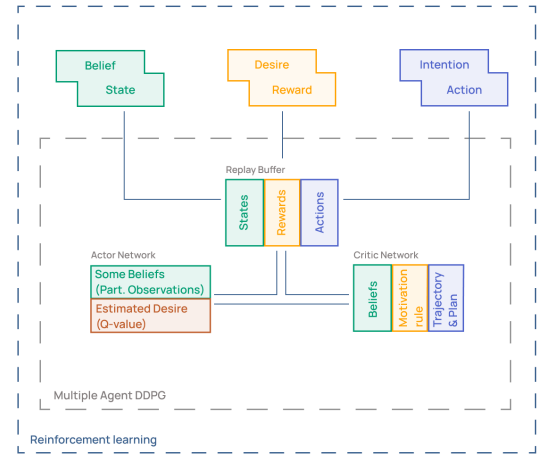 Belief
State
Desire
Reward
Intention
Action
Replay Buffer
States
Rewards
Actions
Actor Network
Some Beliefs
(Part. Observations)
Estimated Desire
(Q-value)
Critic Network
Beliefs
Motivation
rule
Trajectory
& Plan
Multiple Agent DDPG
Reinforcement learning